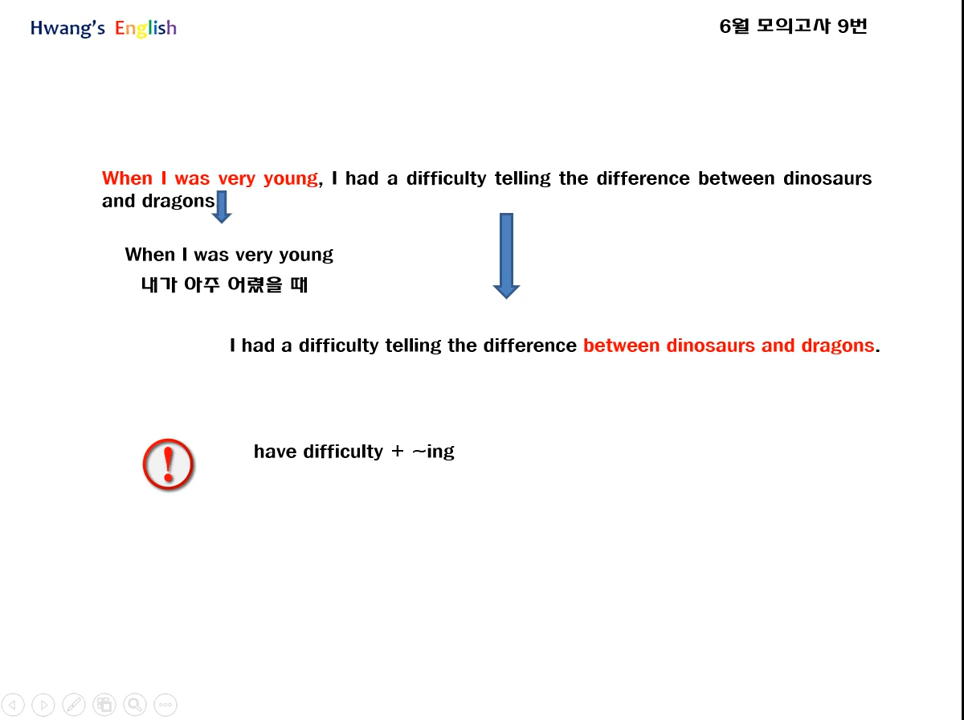 Hwang's English
6월 모의고사 9번
When I was very young, I had a difficulty telling the difference between dinosaurs
and dragons
When I was very young
내가 아주 어렸을 때
I had a difficulty telling the difference between dinosaurs and dragons.
have difficulty + ~ing